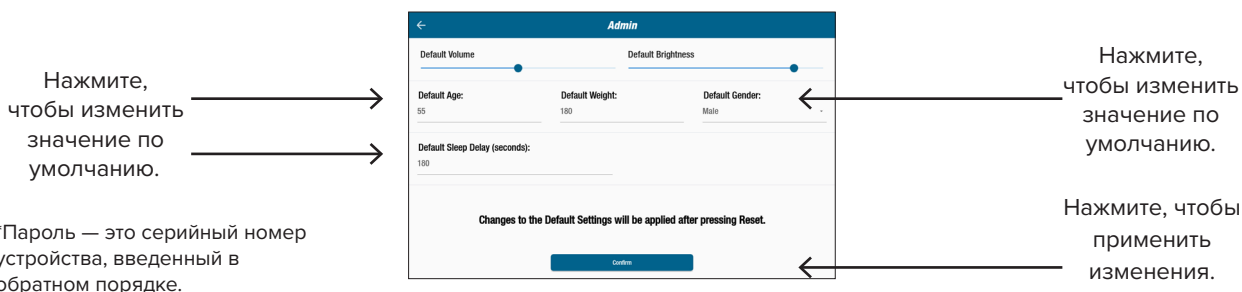 Admin
Default Volume
Default Brightness
Нажмите,
чтобы изменить
значение по
умолчанию.
Default Age:
Default Weight:
Default Gender:
55
180
Male
Default Sleep Delay (seconds):
180
Нажмите,
чтобы изменить
значение по
умолчанию.
Changes to the Default Settings will be applied after pressing Reset.
Confirm
Нажмите, чтобы
применить
изменения.
*Пароль — это серийный номер
устройства, введенный в
обратном порядке.